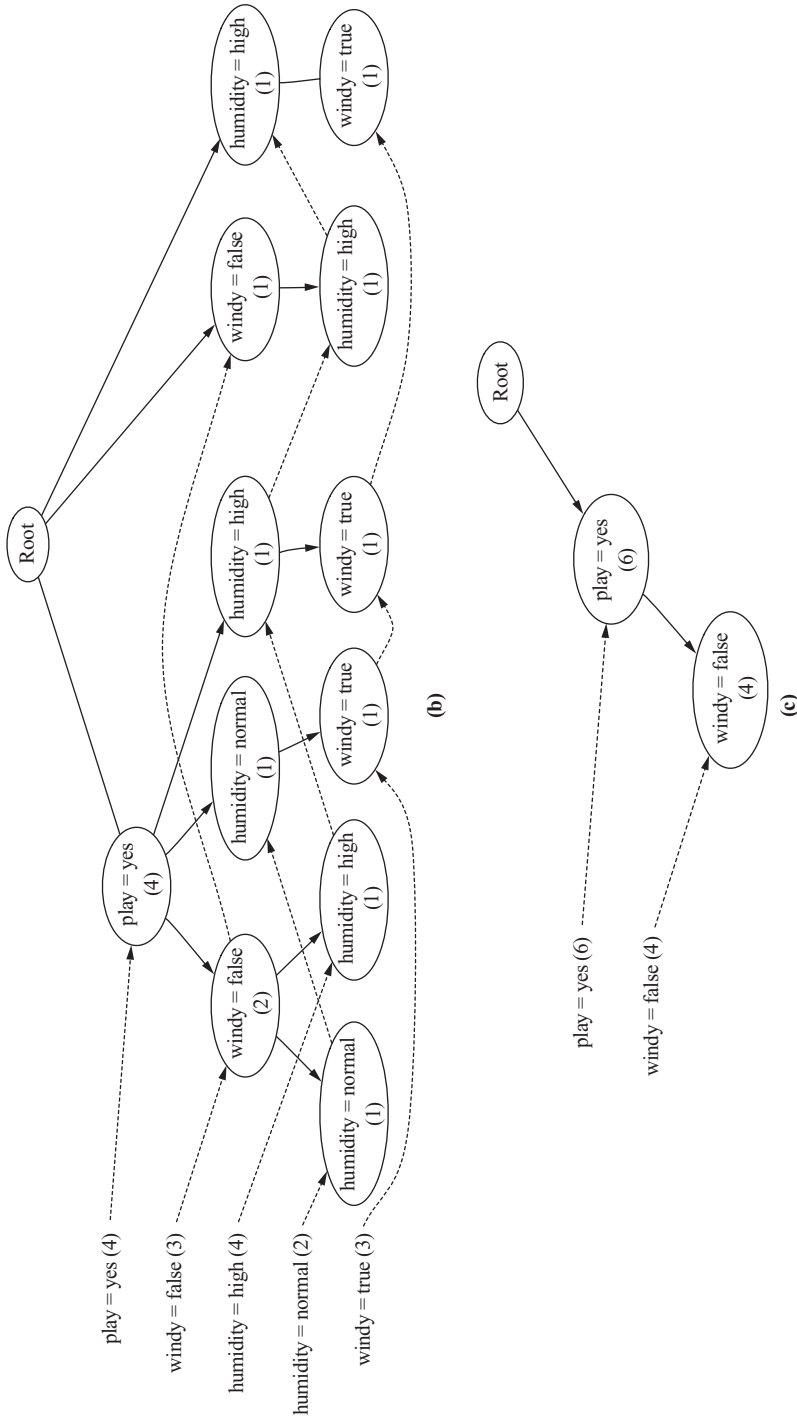 Root
play = yes
(4)
windy = false
(2)
humidity = normal
(1)
humidity = high
(1)
windy = false
(1)
humidity = high
(1)
humidity = normal
(1)
humidity = high
(1)
windy = true
(1)
windy = true
(1)
humidity = high
(1)
windy = true
(1)
play = yes (4)
windy = false (3)
humidity = high (4)
humidity = normal (2)
windy = true (3)
(b)
Root
play = yes
(6)
windy = false
(4)
play = yes (6)
windy = false (4)
(c)